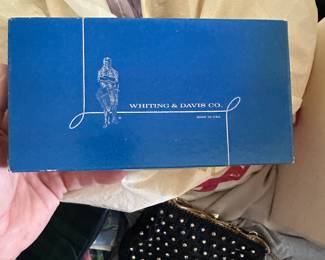 WHITING & DAVIS CO.
MADE IN U.S.A.